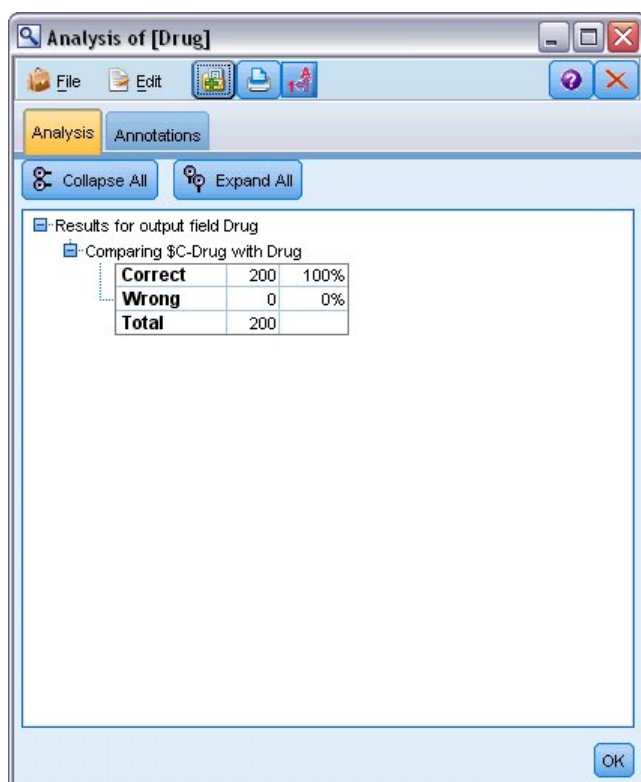 Analysis of [Drug]
File Edit
Analysis Annotations
Collapse All Expand All
Results for output field Drug
Comparing $C-Drug with Drug
Correct 200 100%
Wrong 0 0%
Total 200
OK